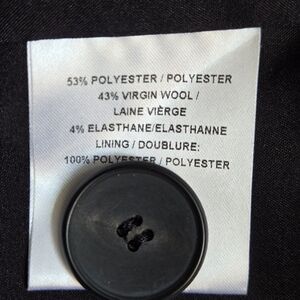 53% POLYESTER / POLYESTER
43% VIRGIN WOOL /
LAINE VIÈRGE
4% ELASTHANE/ELASTHANNE
LINING / DOUBLURE:
100% POLYESTER / POLYESTER